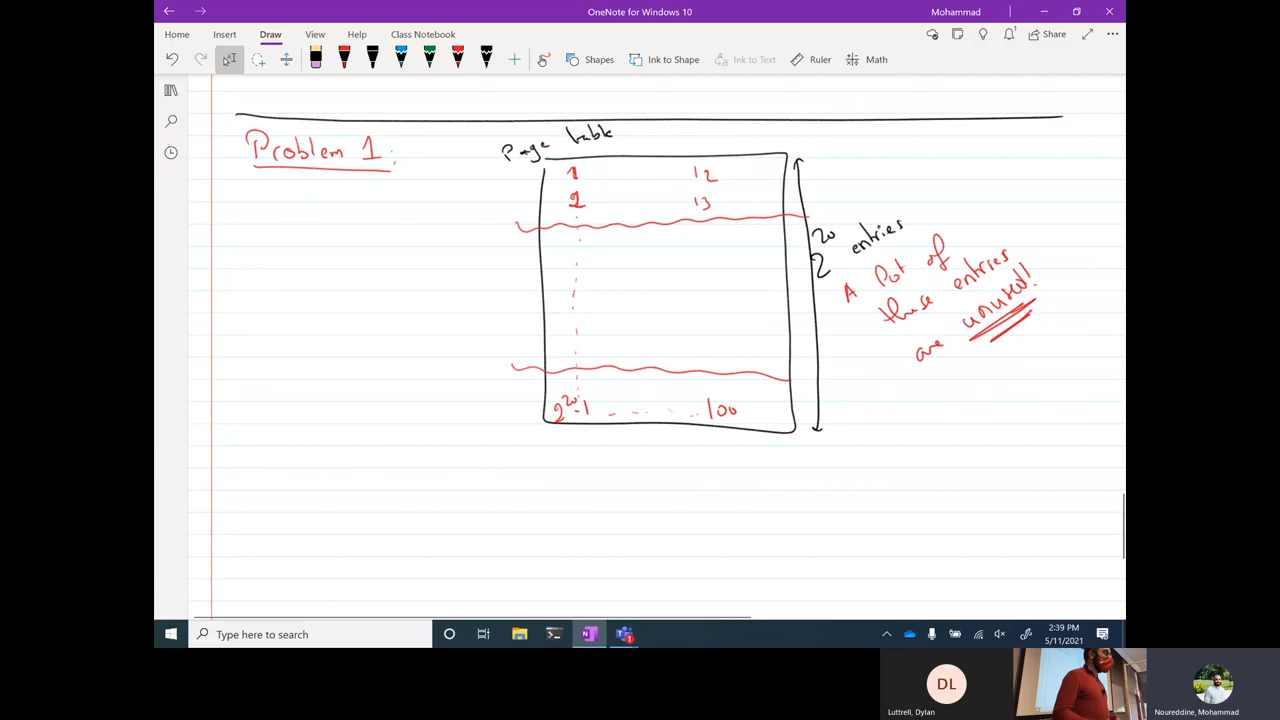 OneNote for Windows 10
Mohammad
Home
Insert
Draw
View
Help
Class Notebook
Share
Shapes
Ink to Shape
Ink to Text
Ruler
Math
Problem 1:
Page table
1 12
2 13
2^20 entries
A lot of
these entries
are unused!
2^20-1 - - - - - - 100
Type here to search
2:39 PM
5/11/2021
DL
Luttrell, Dylan
Noureddine, Mohammad